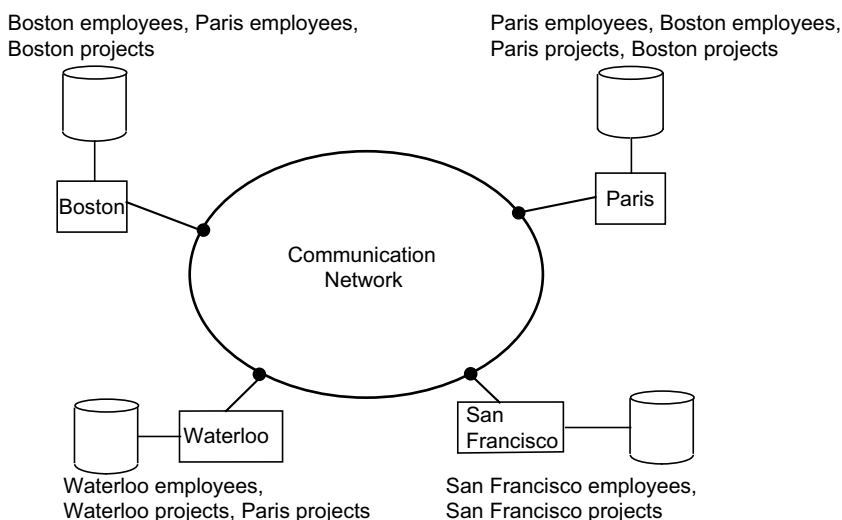 Boston employees, Paris employees,
Boston projects
Paris employees, Boston employees,
Paris projects, Boston projects
Boston
Paris
Communication
Network
Waterloo
San
Francisco
Waterloo employees,
Waterloo projects, Paris projects
San Francisco employees,
San Francisco projects